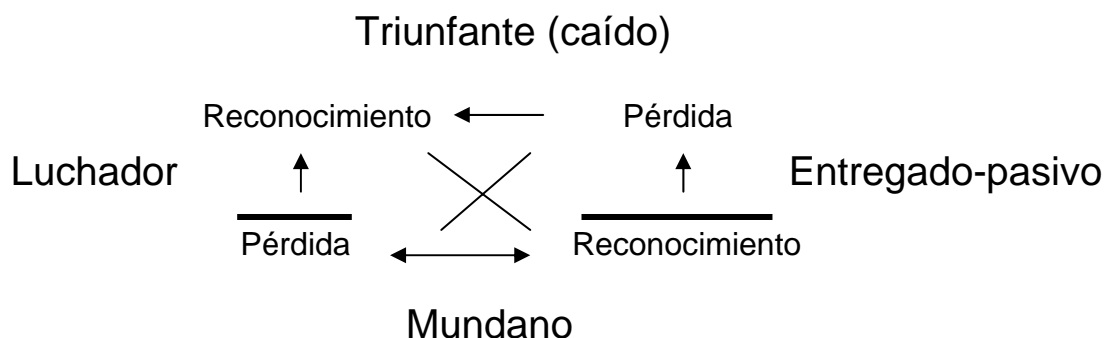 Triunfante (caído)
Reconocimiento
Pérdida
Luchador
Entregado-pasivo
Pérdida
Reconocimiento
Mundano